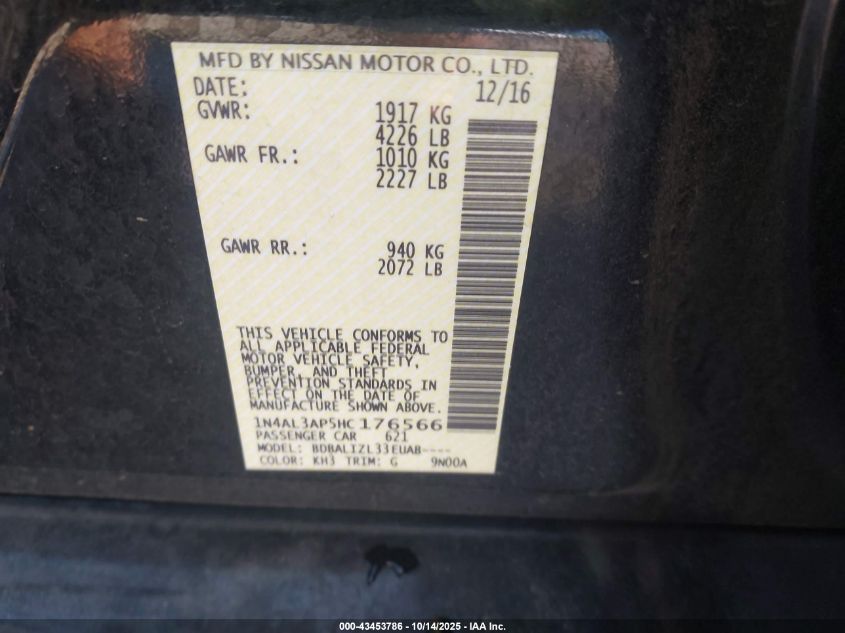 MFD BY NISSAN MOTOR CO., LTD.
DATE: 12/16
GVWR: 1917 KG
4226 LB
GAWR FR.: 1010 KG
2227 LB
GAWR RR.: 940 KG
2072 LB
THIS VEHICLE CONFORMS TO
ALL APPLICABLE FEDERAL
MOTOR VEHICLE SAFETY,
BUMPER, AND THEFT
PREVENTION STANDARDS IN
EFFECT ON THE DATE OF
MANUFACTURE SHOWN ABOVE.
1N4AL3AP5HC176566
PASSENGER CAR 621
MODEL: BDBALIZL33EUAB----
COLOR: KH3 TRIM: G 9N00A
000-43453786 - 10/14/2025 - IAA Inc.